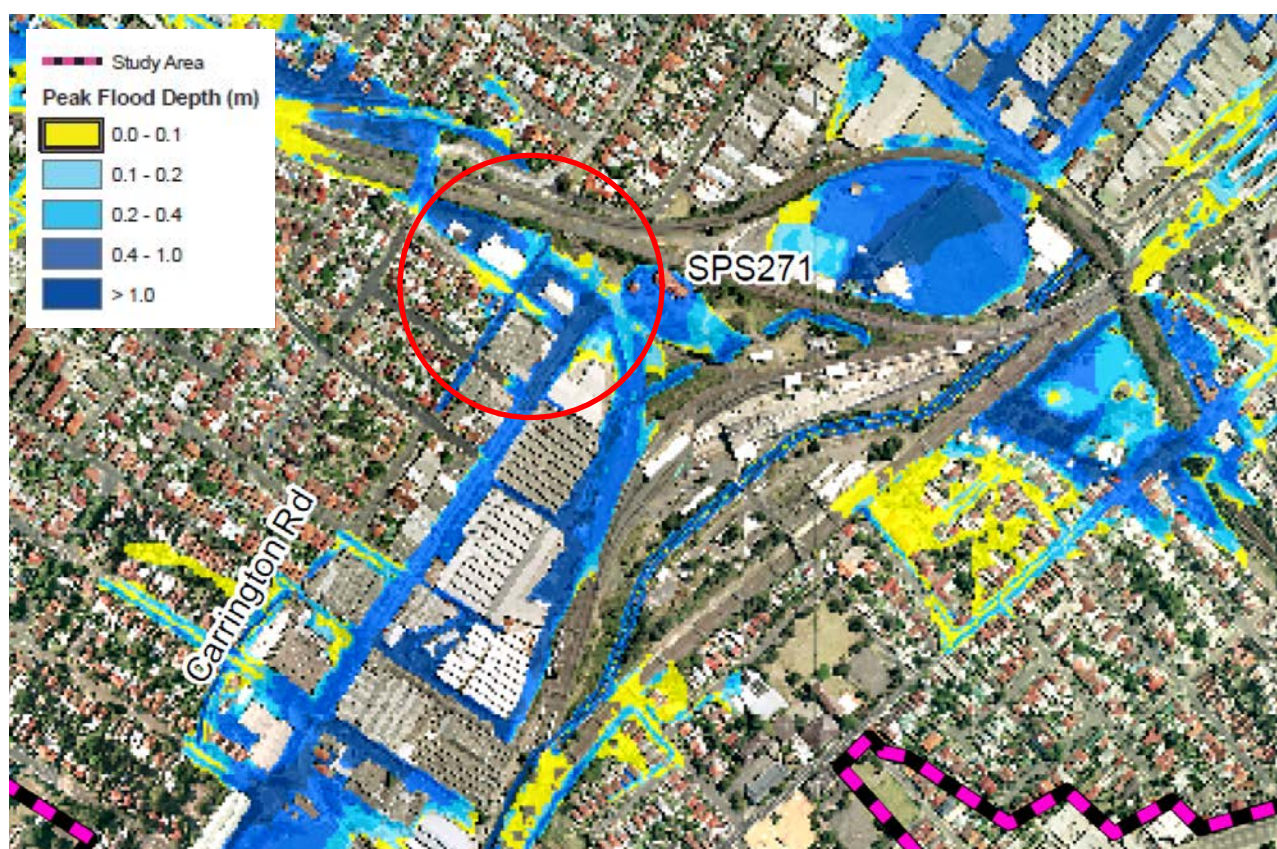 Study Area
Peak Flood Depth (m)
0.0 - 0.1
0.1 - 0.2
0.2 - 0.4
0.4 - 1.0
> 1.0
SPS271
Carrington Rd